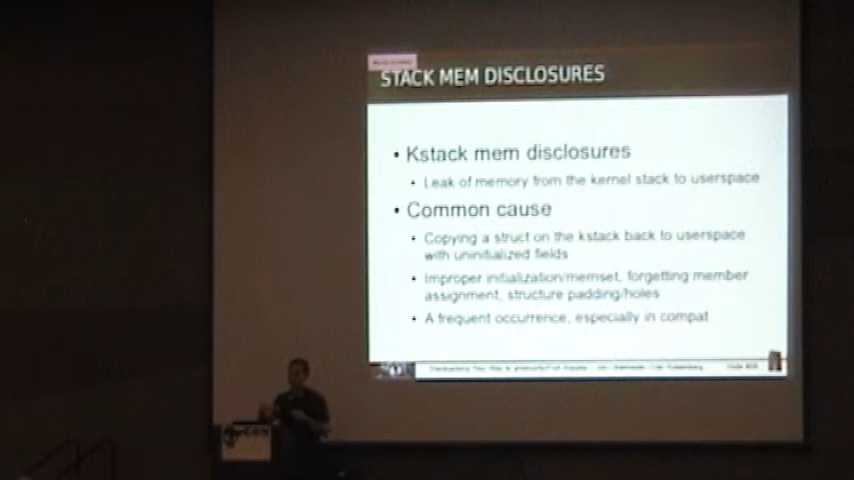 STACK MEM DISCLOSURES
• Kstack mem disclosures
• Leak of memory from the kernel stack to userspace
• Common cause
• Copying a struct on the kstack back to userspace
with uninitialized fields
• Improper initialization/memset, forgetting member
assignment, structure padding/holes
• A frequent occurrence, especially in compat